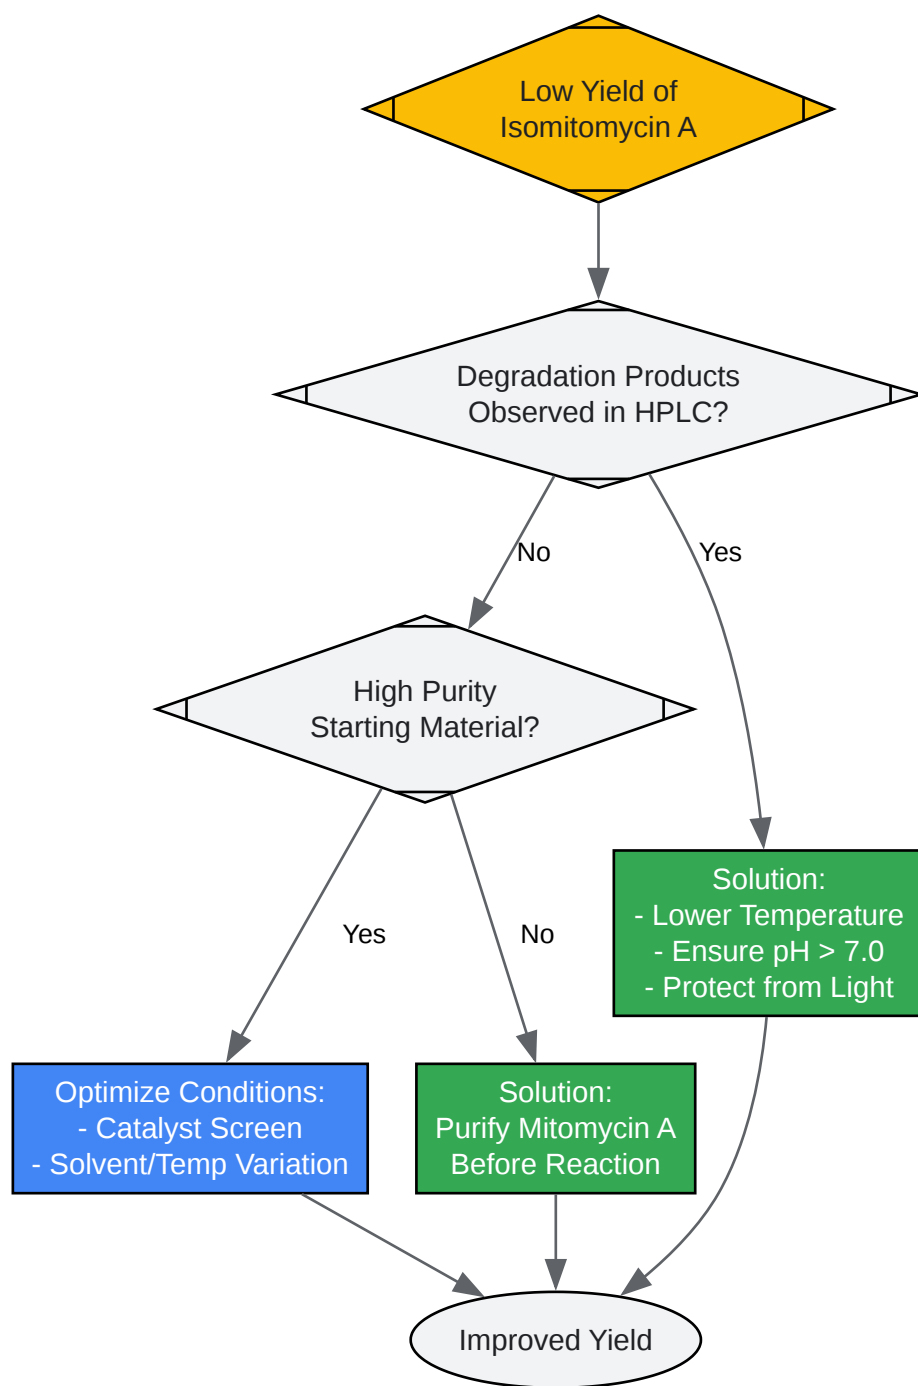 Low Yield of
Isomitomycin A
Degradation Products
Observed in HPLC?
No
Yes
High Purity
Starting Material?
Solution:
- Lower Temperature
- Ensure pH > 7.0
- Protect from Light
Yes
No
Optimize Conditions:
- Catalyst Screen
- Solvent/Temp Variation
Solution:
Purify Mitomycin A
Before Reaction
Improved Yield